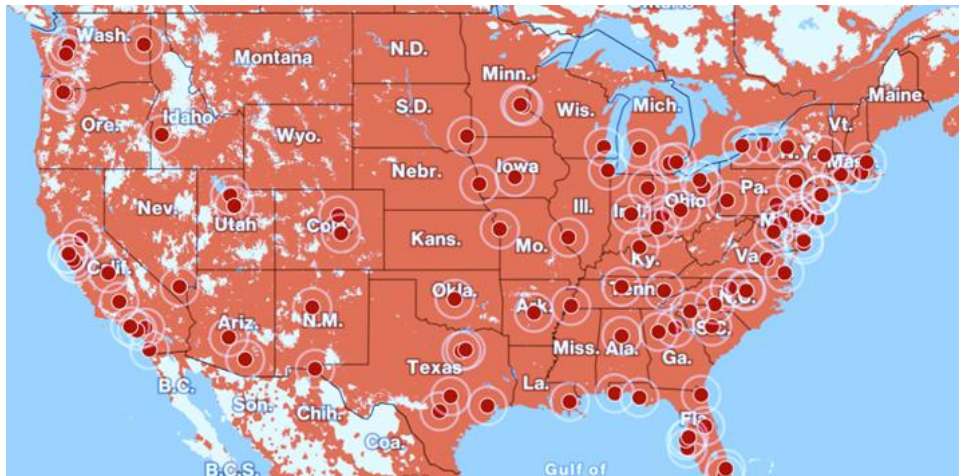 Wash.
Montana
N.D.
Minn.
Ore.
Idaho
S.D.
Wis.
Mich.
Maine
Vt.
N.Y.
Mass.
Wyo.
Nebr.
Iowa
Pa.
Nev.
Utah
Colo.
Kans.
Mo.
Ill.
Ind.
Ohio
Ky.
Va.
Calif.
Ariz.
N.M.
Okla.
Ark.
Tenn.
N.C.
S.C.
Texas
La.
Miss.
Ala.
Ga.
Fla.
B.C.
Son.
Chih.
Coa.
B.C.S.
Gulf of